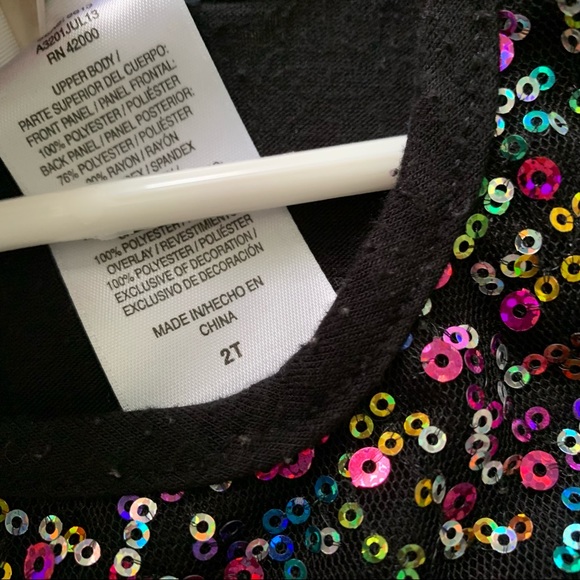 A3201JUL13
RN 42000
UPPER BODY /
PARTE SUPERIOR DEL CUERPO:
FRONT PANEL / PANEL FRONTAL:
100% POLYESTER / POLIÉSTER
BACK PANEL / PANEL POSTERIOR:
76% POLYESTER / POLIÉSTER
RAYON / RAYÓN
/ SPANDEX
100% POLYESTER /
OVERLAY / REVESTIMIENTO
100% POLYESTER / POLIÉSTER
EXCLUSIVE OF DECORATION /
EXCLUSIVO DE DECORACIÓN
MADE IN/HECHO EN
CHINA
2T